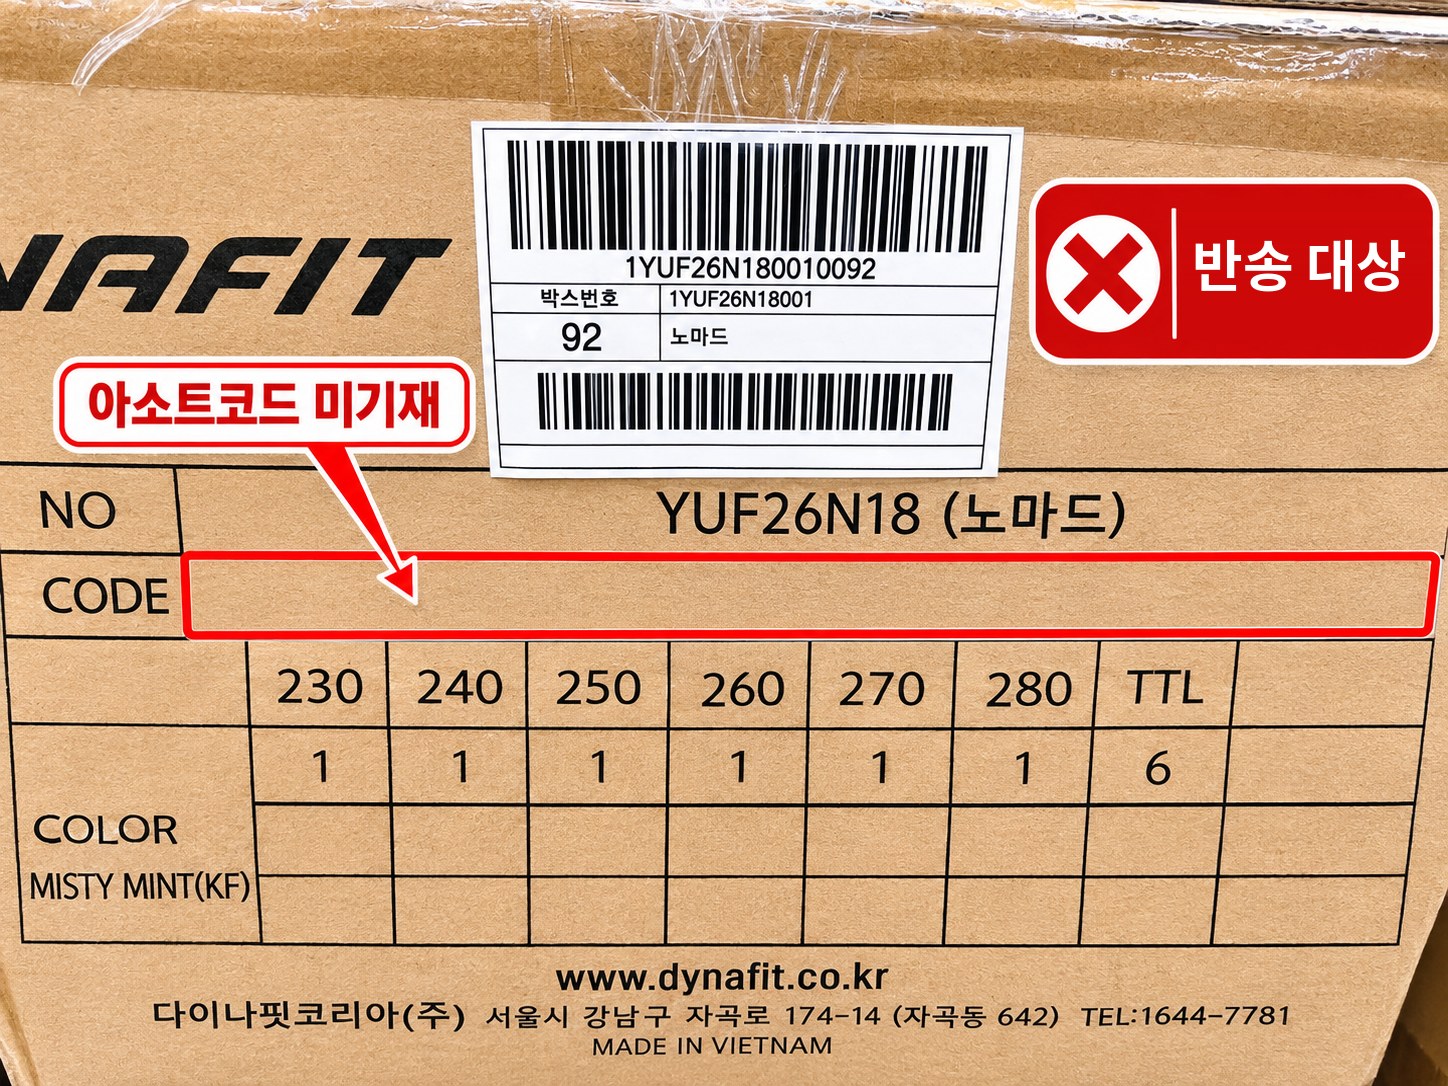 NAFIT
1YUF26N180010092
박스번호
1YUF26N18001
92
노마드
반송 대상
아소트코드 미기재
NO
YUF26N18 (노마드)
CODE
230 240 250 260 270 280 TTL
1 1 1 1 1 1 6
COLOR
MISTY MINT(KF)
www.dynafit.co.kr
다이나핏코리아(주) 서울시 강남구 자곡로 174-14 (자곡동 642) TEL:1644-7781
MADE IN VIETNAM